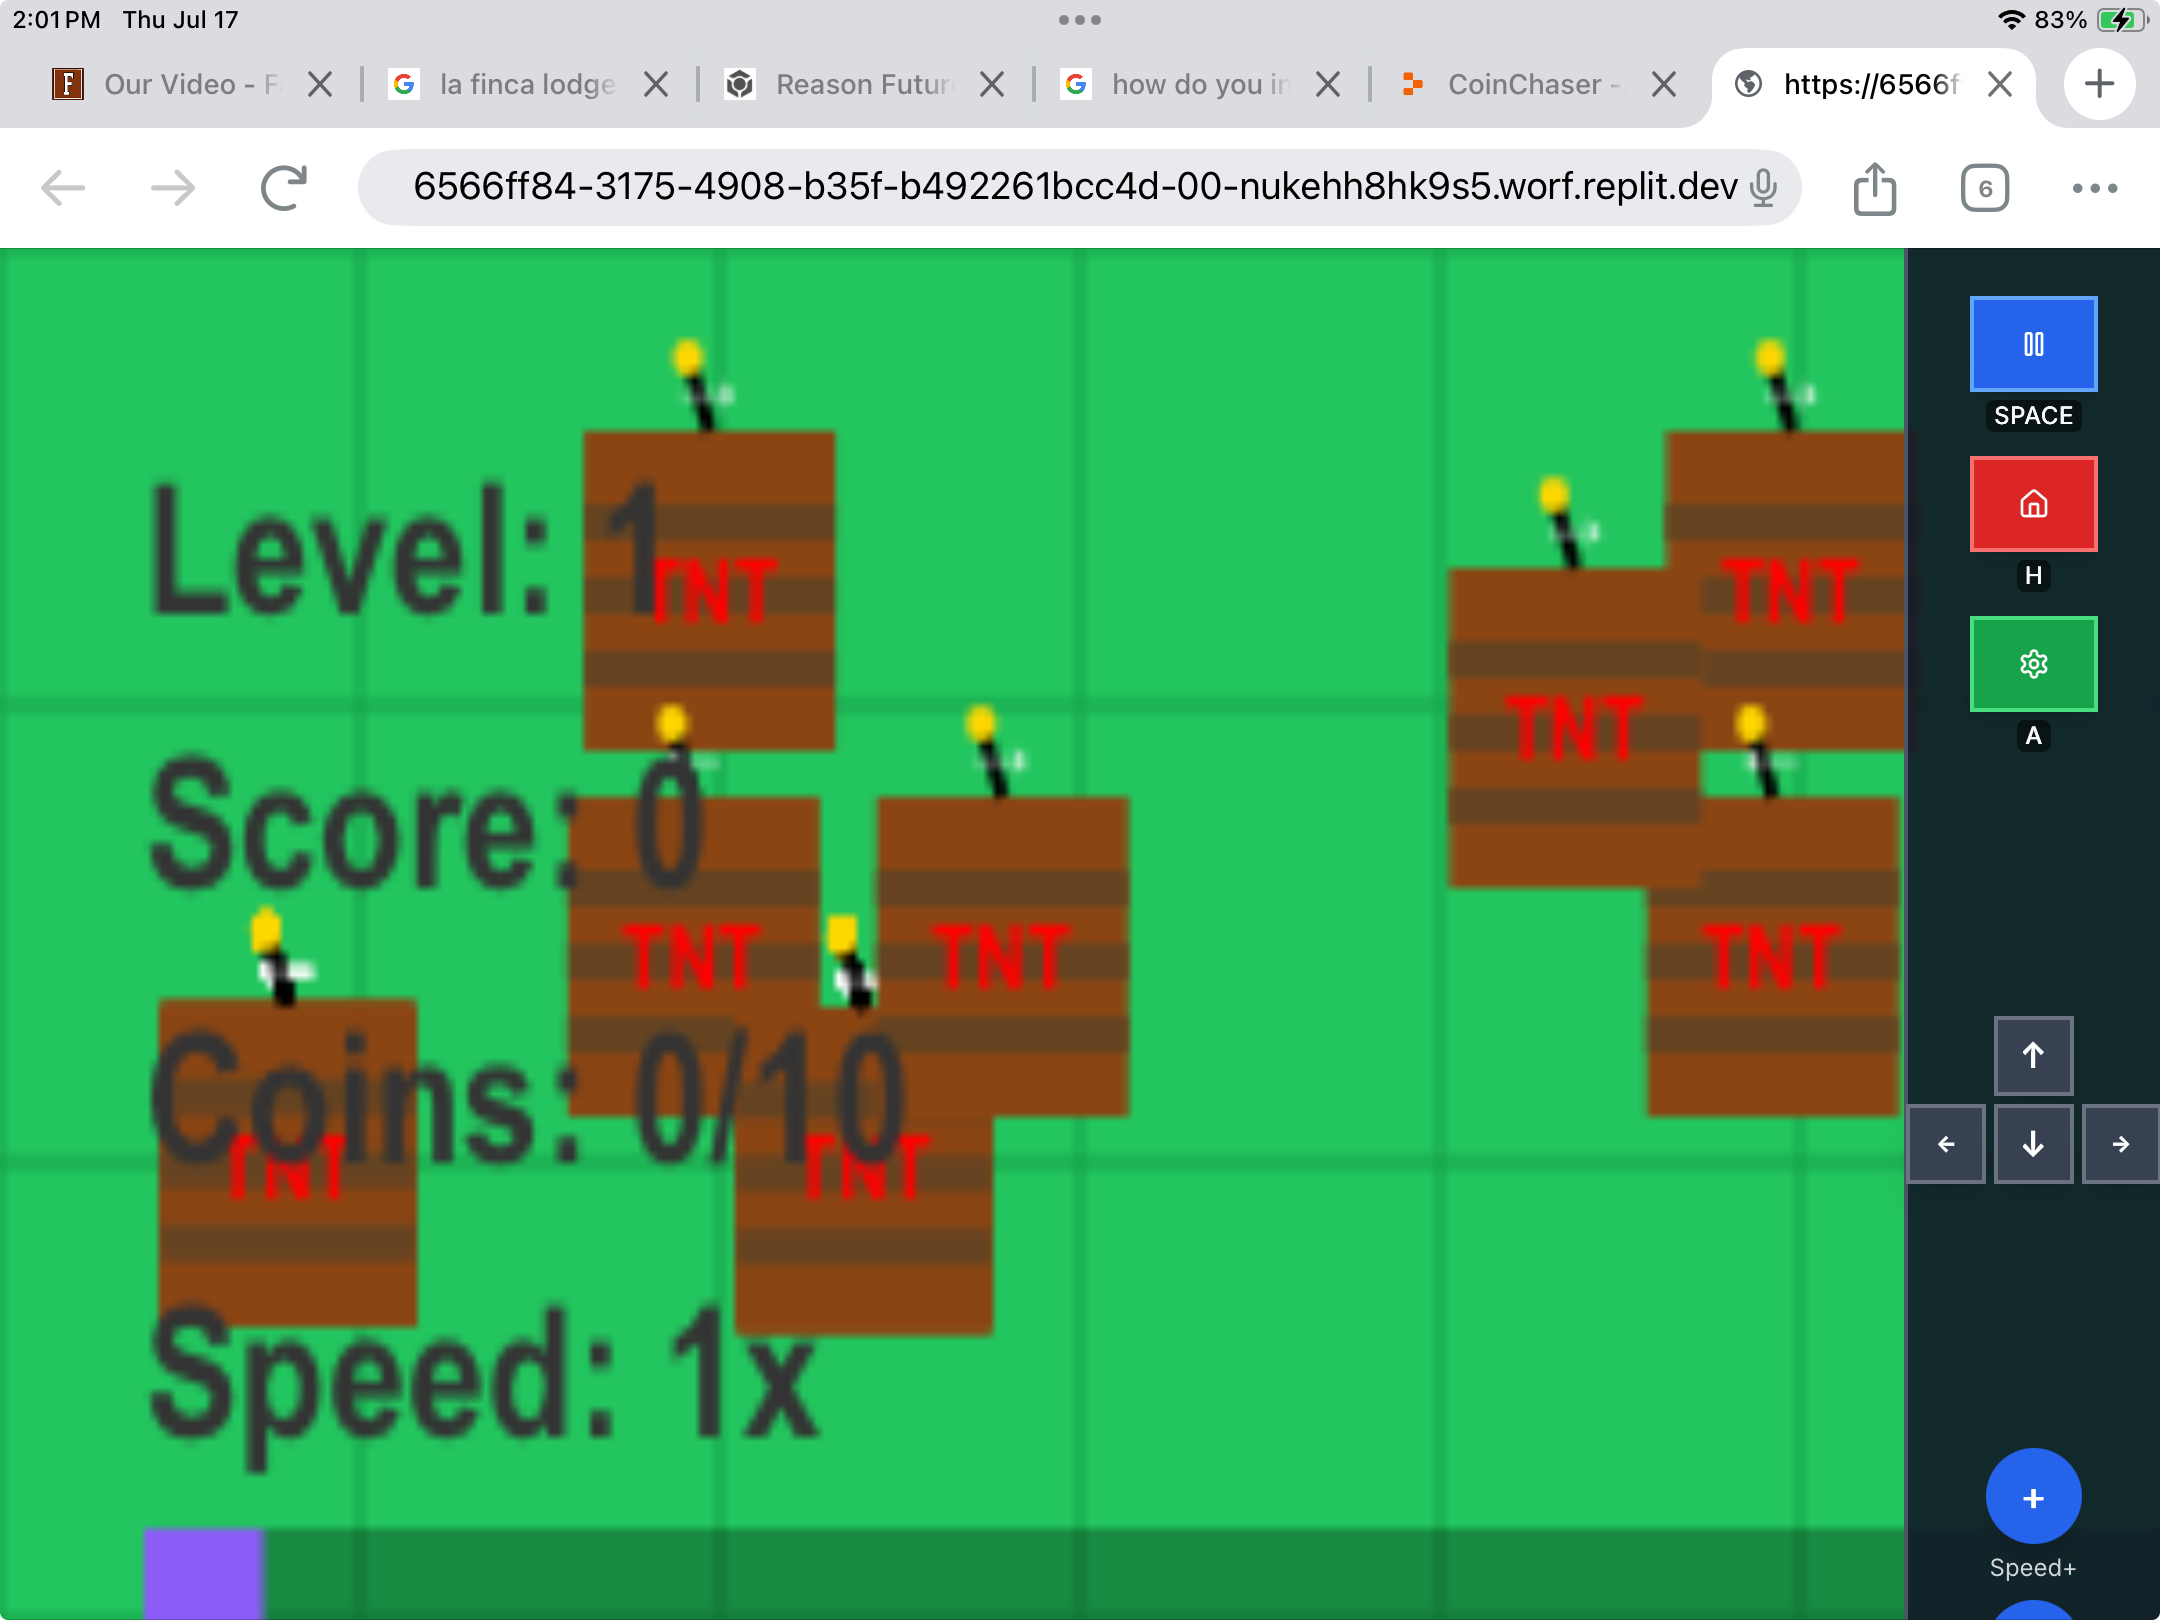 2:01 PM Thu Jul 17
83%
Our Video - F
la finca lodge
Reason Futur
how do you in
CoinChaser -
https://6566f
6566ff84-3175-4908-b35f-b492261bcc4d-00-nukehh8hk9s5.worf.replit.dev
6
SPACE
H
A
Level: 1
TNT
TNT
TNT
Score: 0
TNT
TNT
TNT
Coins: 0/10
TNT
TNT
Speed: 1x
Speed+